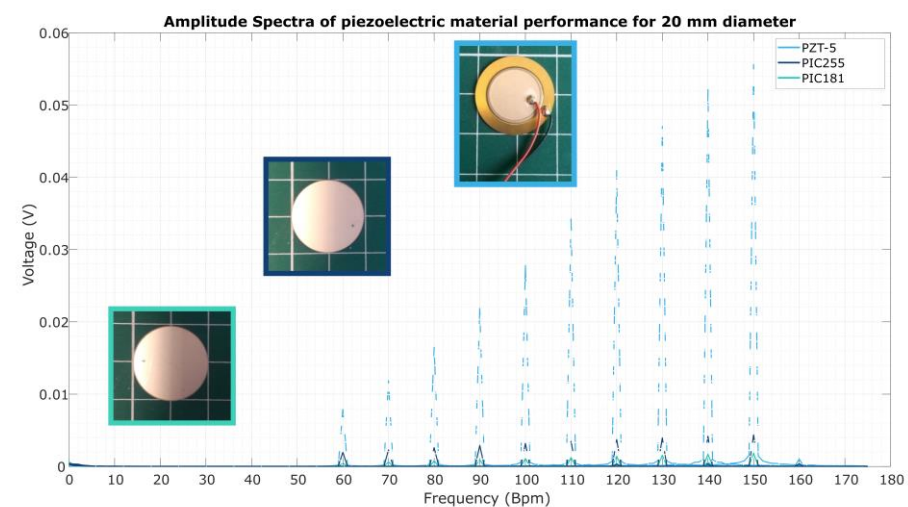 Amplitude Spectra of piezoelectric material performance for 20 mm diameter
PZT-5
PIC255
PIC181
Voltage (V)
0.06
0.05
0.04
0.03
0.02
0.01
0
0 10 20 30 40 50 60 70 80 90 100 110 120 130 140 150 160 170 180
Frequency (Bpm)